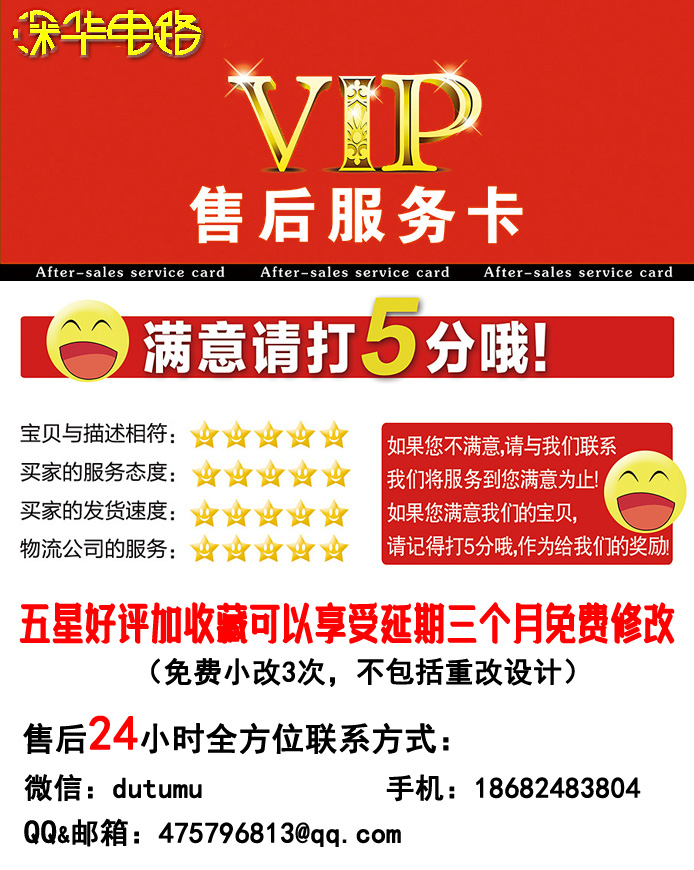 深华电路
VIP
售后服务卡
After-sales service card After-sales service card After-sales service card
满意请打5分哦!
宝贝与描述相符:
买家的服务态度:
买家的发货速度:
物流公司的服务:
如果您不满意,请与我们联系
我们将服务到您满意为止!
如果您满意我们的宝贝,
请记得打5分哦,作为给我们的奖励!
五星好评加收藏可以享受延期三个月免费修改
（免费小改3次，不包括重改设计）
售后24小时全方位联系方式：
微信：dutumu 手机：18682483804
QQ&邮箱：475796813@qq.com